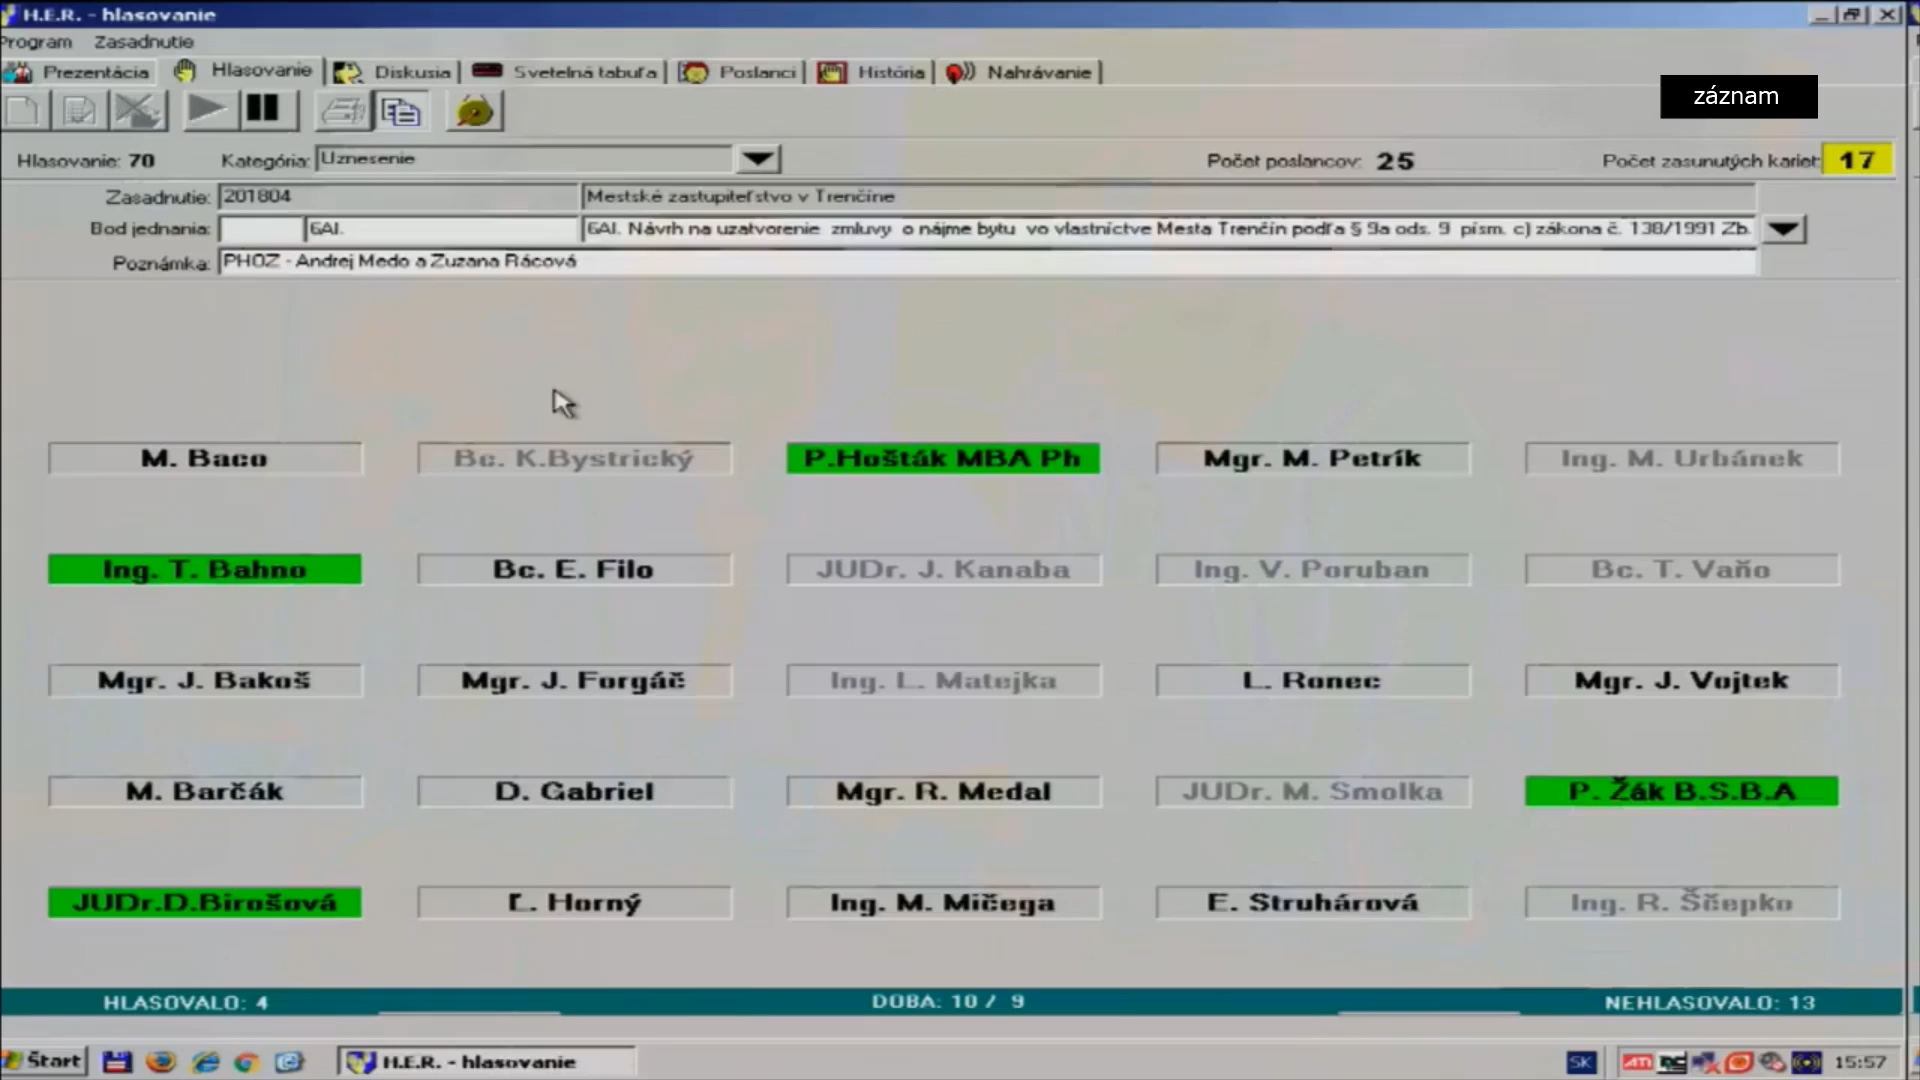 H.E.R. - hlasovanie
Program Zasadnutie
Prezentácia Hlasovanie Diskusia Svetelná tabuľa Poslanci História Nahrávanie
záznam
Hlasovanie: 70 Kategória: Uznesenie Počet poslancov: 25 Počet zasunutých kariet: 17
Zasadnutie: 201804 Mestské zastupiteľstvo v Trenčíne
Bod jednania: 6AI. 6AI. Návrh na uzatvorenie zmluvy o nájme bytu vo vlastníctve Mesta Trenčín podľa § 9a ods. 9 písm. c) zákona č. 138/1991 Zb.
Poznámka: PHOZ - Andrej Medo a Zuzana Rácová
M. Baco Bc. K.Bystrický P.Hošták MBA Ph Mgr. M. Petrík Ing. M. Urbánek
Ing. T. Bahno Bc. E. Filo JUDr. J. Kanaba Ing. V. Poruban Bc. T. Vaňo
Mgr. J. Bakoš Mgr. J. Forgáč Ing. L. Matejka L. Ronec Mgr. J. Vojtek
M. Barčák D. Gabriel Mgr. R. Medal JUDr. M. Smolka P. Žák B.S.B.A
JUDr.D.Birošová Ľ. Horný Ing. M. Mičega E. Struhárová Ing. R. Ščepko
HLASOVALO: 4 DOBA: 10 / 9 NEHLASOVALO: 13
Štart H.E.R. - hlasovanie SK ATI 15:57